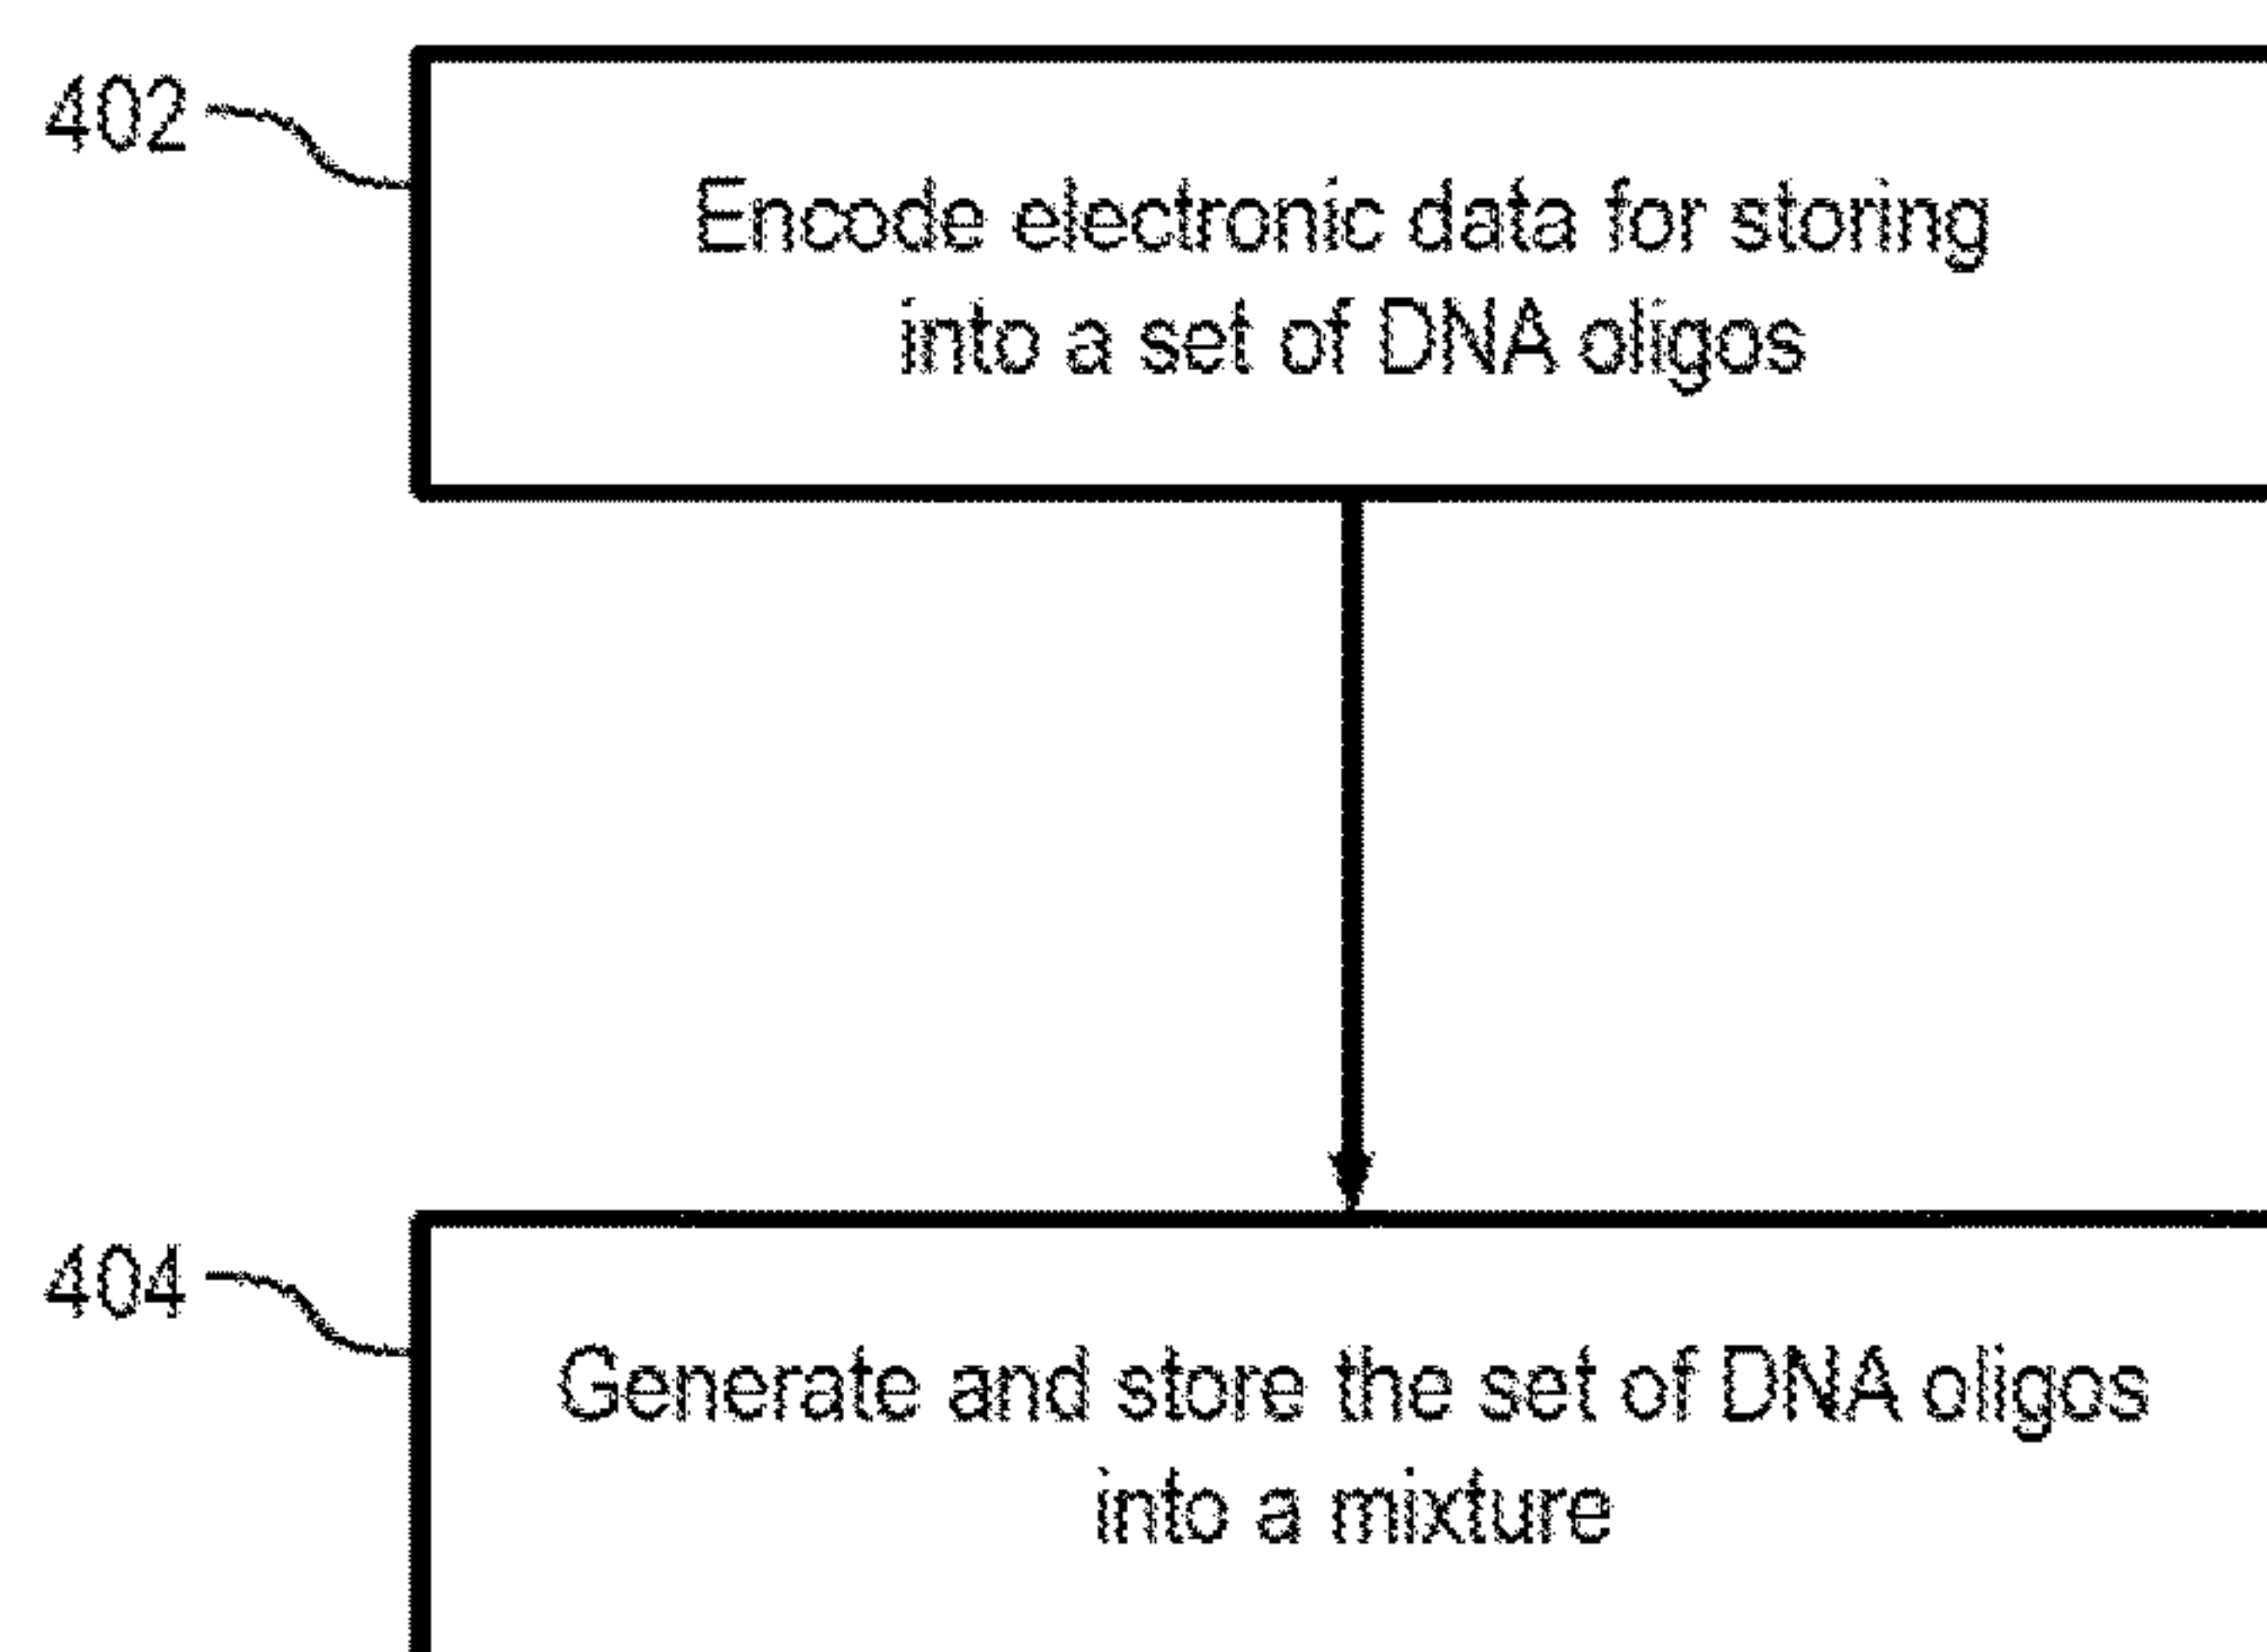 402
Encode electronic data for storing
into a set of DNA oligos
404
Generate and store the set of DNA oligos
into a mixture